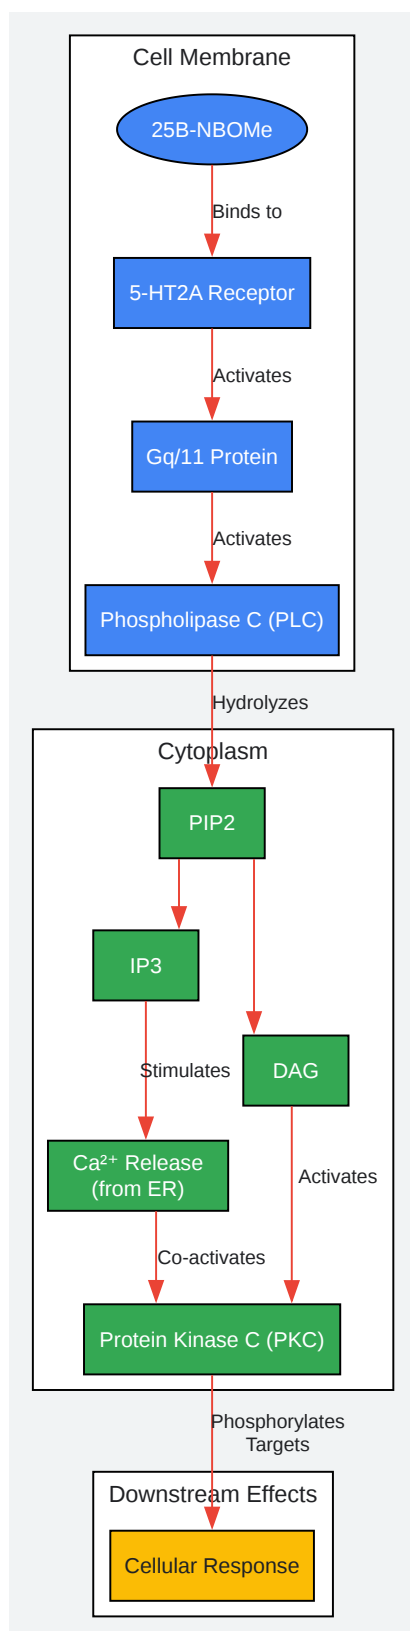 Cell Membrane
25B-NBOMe
Binds to
5-HT2A Receptor
Activates
Gq/11 Protein
Activates
Phospholipase C (PLC)
Hydrolyzes
Cytoplasm
PIP2
IP3
Stimulates
DAG
Ca²⁺ Release
(from ER)
Activates
Co-activates
Protein Kinase C (PKC)
Phosphorylates
Targets
Downstream Effects
Cellular Response